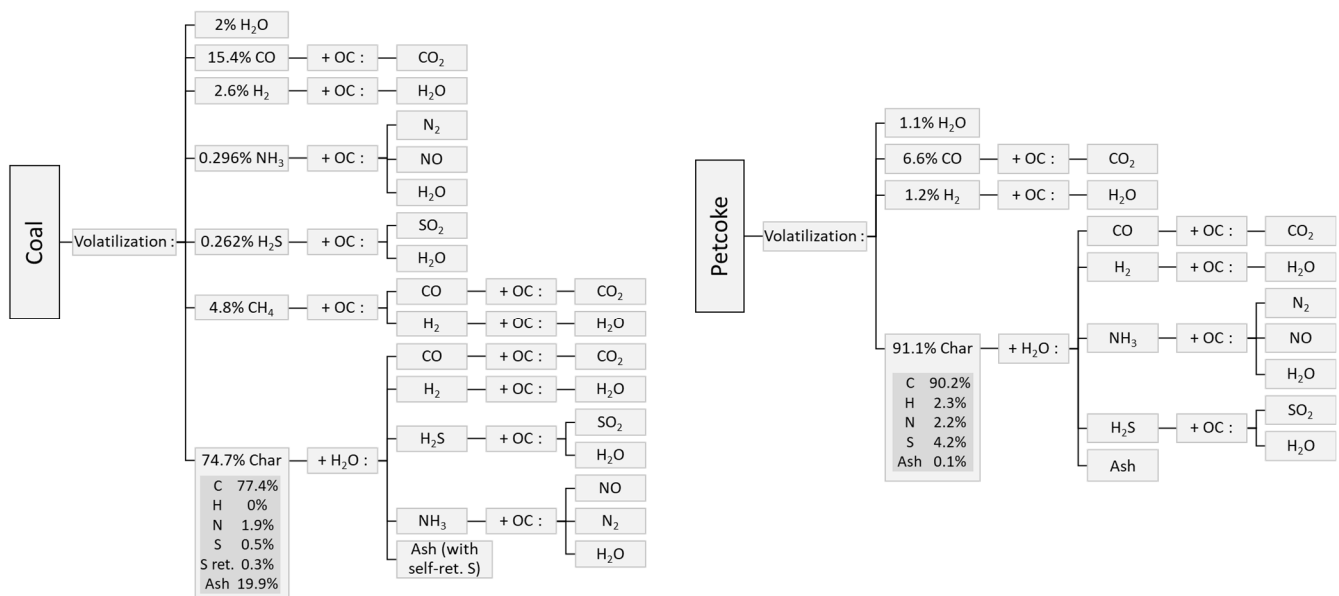 Coal
Volatilization :
2% H₂O
15.4% CO + OC : CO₂
2.6% H₂ + OC : H₂O
0.296% NH₃ + OC :
N₂
NO
H₂O
0.262% H₂S + OC :
SO₂
H₂O
4.8% CH₄ + OC :
CO + OC : CO₂
H₂ + OC : H₂O
74.7% Char + H₂O :
C 77.4%
H 0%
N 1.9%
S 0.5%
S ret. 0.3%
Ash 19.9%
CO + OC : CO₂
H₂ + OC : H₂O
H₂S + OC :
SO₂
H₂O
NH₃ + OC :
NO
N₂
H₂O
Ash (with
self-ret. S)
Petcoke
Volatilization :
1.1% H₂O
6.6% CO + OC : CO₂
1.2% H₂ + OC : H₂O
91.1% Char + H₂O :
C 90.2%
H 2.3%
N 2.2%
S 4.2%
Ash 0.1%
CO + OC : CO₂
H₂ + OC : H₂O
NH₃ + OC :
N₂
NO
H₂O
H₂S + OC :
SO₂
H₂O
Ash